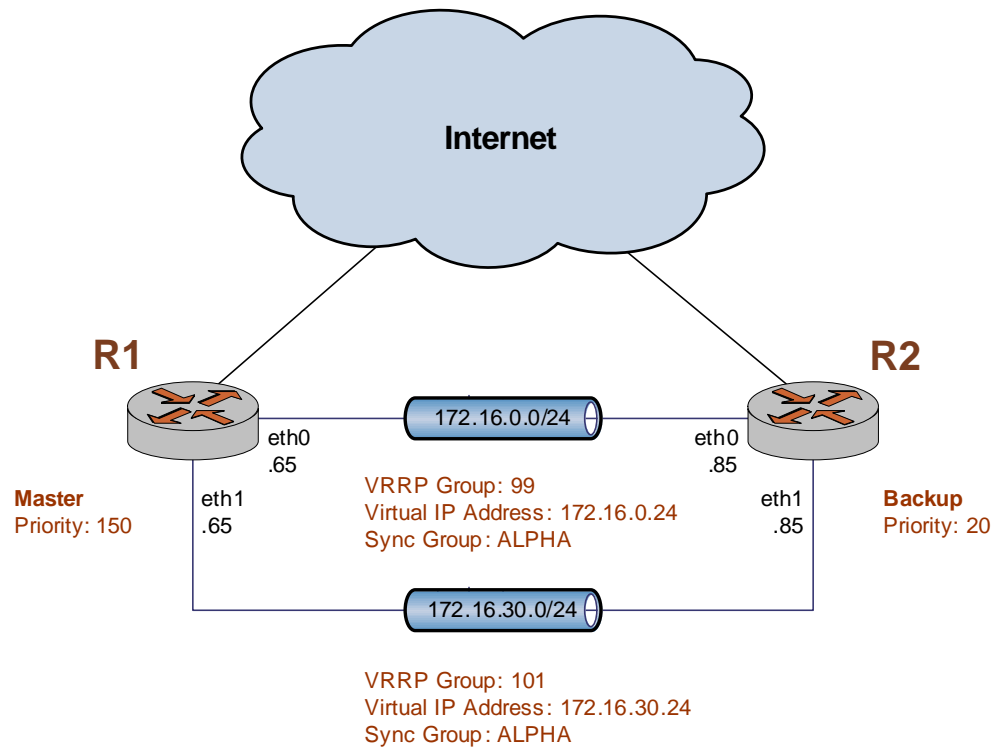 Internet
R1
R2
172.16.0.0/24
eth0
.65
eth0
.85
Master
Priority: 150
eth1
.65
VRRP Group: 99
Virtual IP Address: 172.16.0.24
Sync Group: ALPHA
eth1
.85
Backup
Priority: 20
172.16.30.0/24
VRRP Group: 101
Virtual IP Address: 172.16.30.24
Sync Group: ALPHA